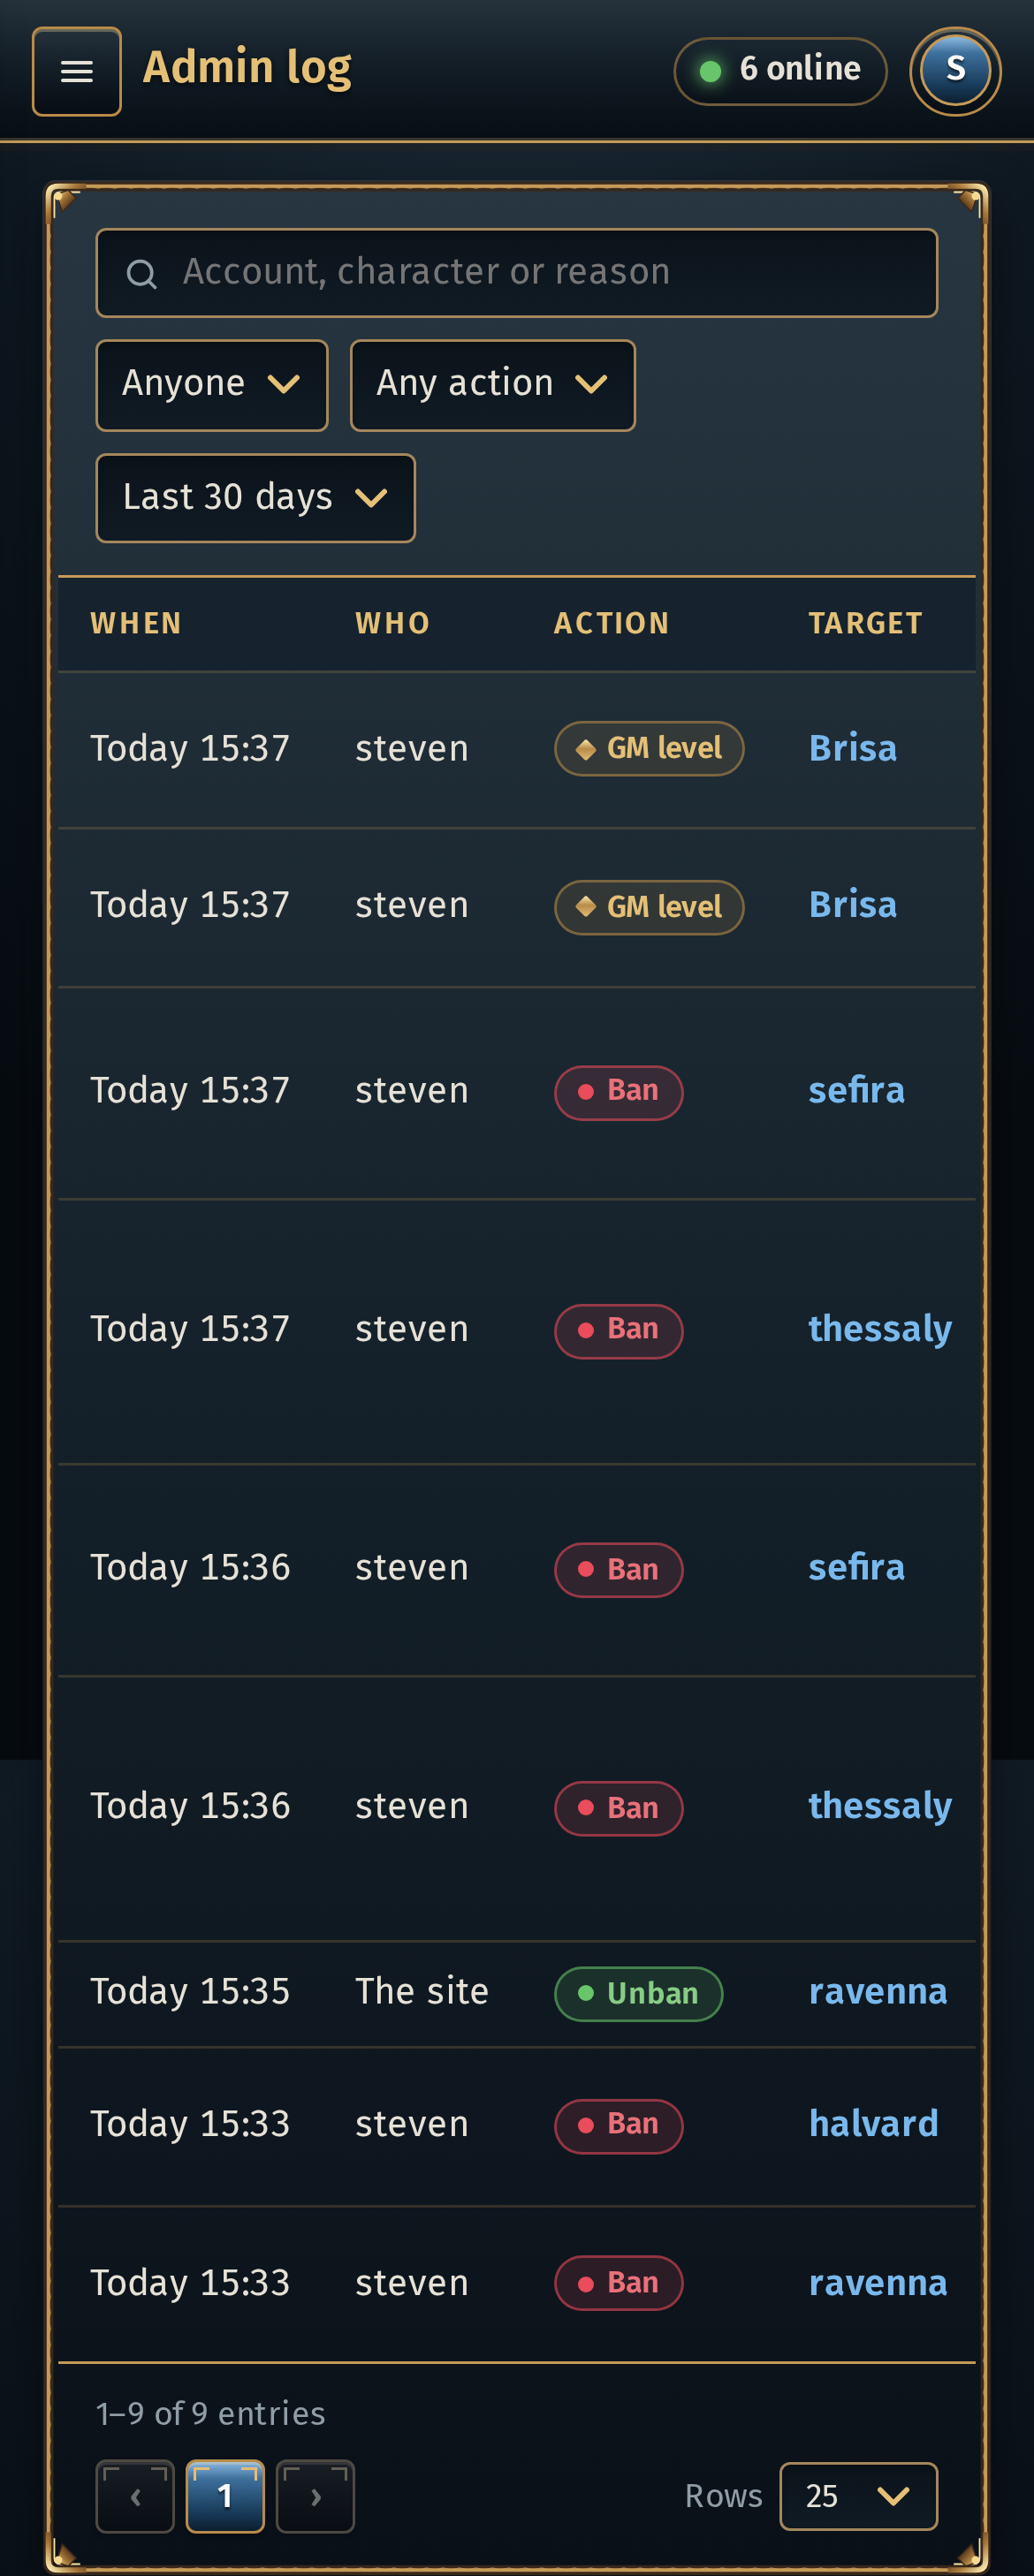 Admin log
6 online
S
Account, character or reason
Anyone
Any action
Last 30 days
WHEN WHO ACTION TARGET
Today 15:37 steven GM level Brisa
Today 15:37 steven GM level Brisa
Today 15:37 steven Ban sefira
Today 15:37 steven Ban thessaly
Today 15:36 steven Ban sefira
Today 15:36 steven Ban thessaly
Today 15:35 The site Unban ravenna
Today 15:33 steven Ban halvard
Today 15:33 steven Ban ravenna
1–9 of 9 entries
‹ 1 › Rows 25